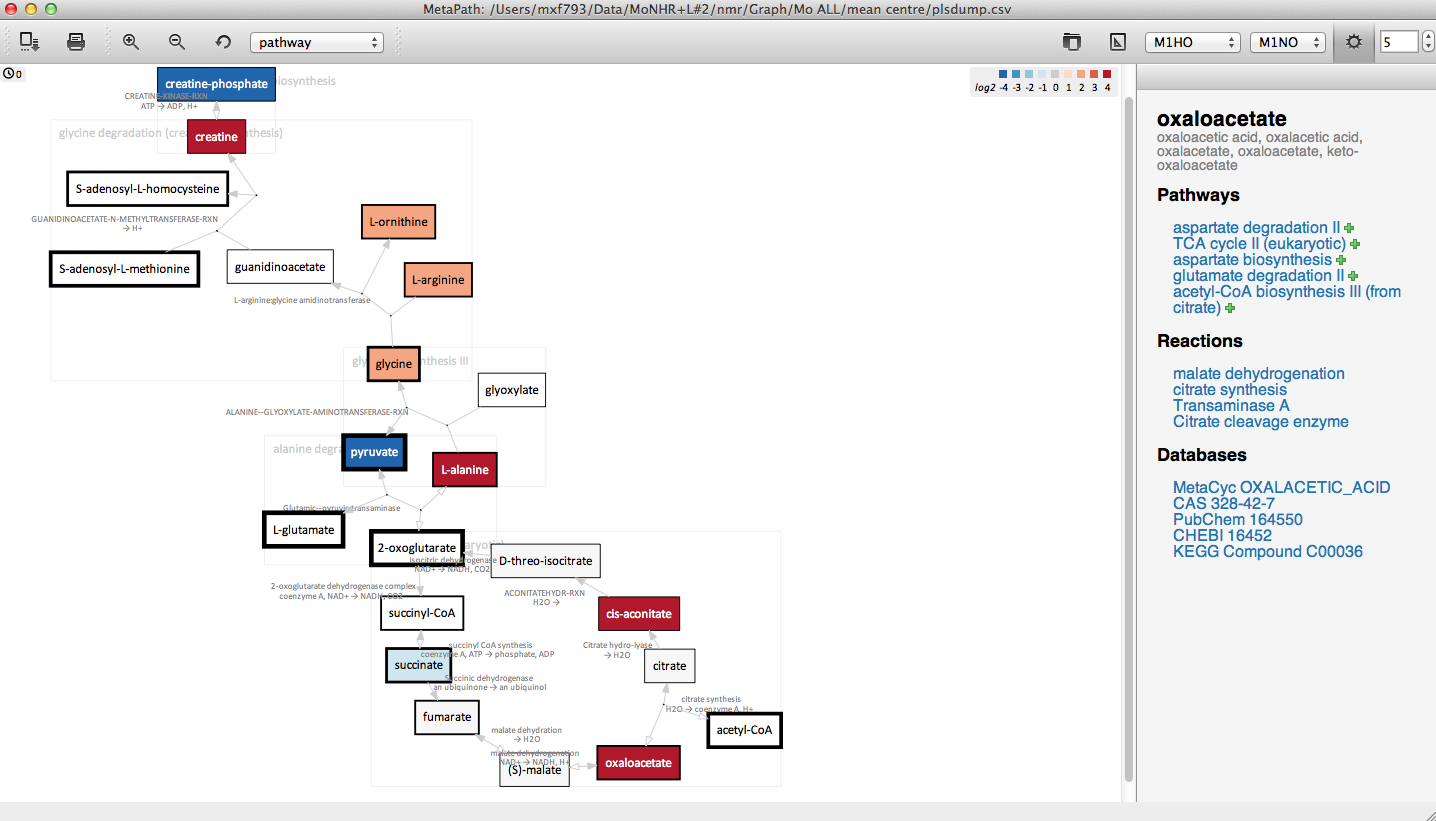 MetaPath: /Users/mxf793/Data/MoNHR+L#2/nmr/Graph/Mo ALL/mean centre/plsdump.csv
pathway
M1HO
M1NO
5
0
log2 -4 -3 -2 -1 0 1 2 3 4
creatine-phosphate
biosynthesis
CREATINE-KINASE-RXN
ATP → ADP, H+
glycine degradation (crea
thesis)
creatine
S-adenosyl-L-homocysteine
GUANIDINOACETATE-N-METHYLTRANSFERASE-RXN
→ H+
S-adenosyl-L-methionine
guanidinoacetate
L-ornithine
L-arginine
L-arginine:glycine amidinotransferase
gly
glycine
nthesis III
glyoxylate
ALANINE--GLYOXYLATE-AMINOTRANSFERASE-RXN
alanine degra
pyruvate
L-alanine
Glutamic--pyruvic transaminase
L-glutamate
2-oxoglutarate
aryotic)
Isocitric dehydrogenase
NAD+ → NADH, CO2
D-threo-isocitrate
2-oxoglutarate dehydrogenase complex
coenzyme A, NAD+ → NADH, CO2
ACONITATEHYDR-RXN
H2O →
succinyl-CoA
cis-aconitate
succinyl CoA synthesis
coenzyme A, ATP → phosphate, ADP
Citrate hydro-lyase
→ H2O
succinate
citrate
Succinic dehydrogenase
an ubiquinone → an ubiquinol
citrate synthesis
H2O → coenzyme A, H+
fumarate
acetyl-CoA
malate dehydration
→ H2O
malate dehydrogenation
NAD+ → NADH, H+
(S)-malate
oxaloacetate
oxaloacetate
oxaloacetic acid, oxalacetic acid,
oxalacetate, oxaloacetate, keto-
oxaloacetate
Pathways
aspartate degradation II
TCA cycle II (eukaryotic)
aspartate biosynthesis
glutamate degradation II
acetyl-CoA biosynthesis III (from
citrate)
Reactions
malate dehydrogenation
citrate synthesis
Transaminase A
Citrate cleavage enzyme
Databases
MetaCyc OXALACETIC_ACID
CAS 328-42-7
PubChem 164550
CHEBI 16452
KEGG Compound C00036